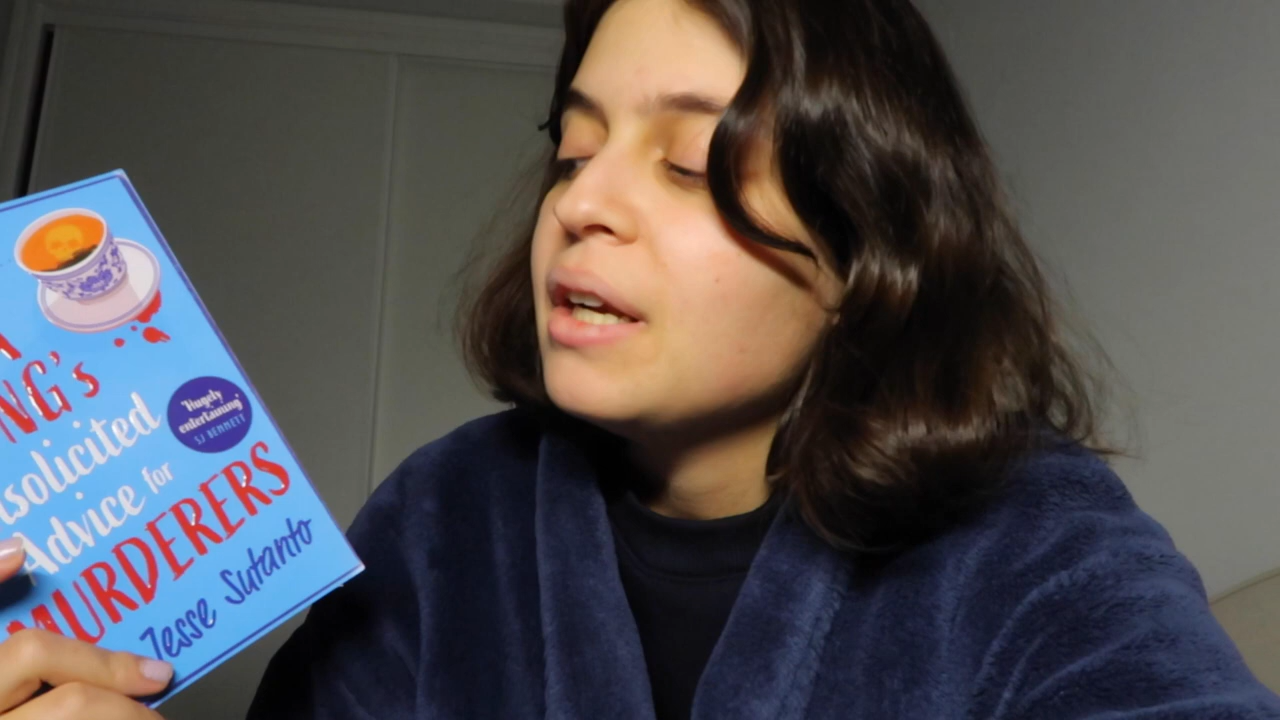 NG's
nsolicited
Advice for
MURDERERS
Jesse Sutanto
'Hugely
entertaining'
SJ BENNETT